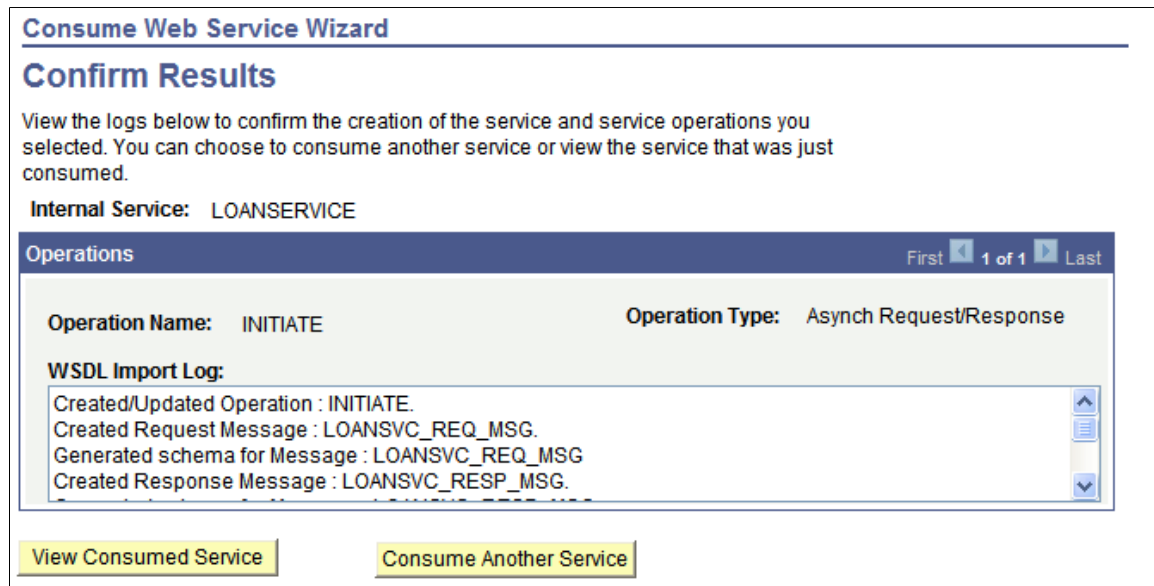 Consume Web Service Wizard
Confirm Results
View the logs below to confirm the creation of the service and service operations you
selected. You can choose to consume another service or view the service that was just
consumed.
Internal Service: LOANSERVICE
Operations First 1 of 1 Last
Operation Name: INITIATE Operation Type: Asynch Request/Response
WSDL Import Log:
Created/Updated Operation : INITIATE.
Created Request Message : LOANSVC_REQ_MSG.
Generated schema for Message : LOANSVC_REQ_MSG
Created Response Message : LOANSVC_RESP_MSG.
View Consumed Service Consume Another Service